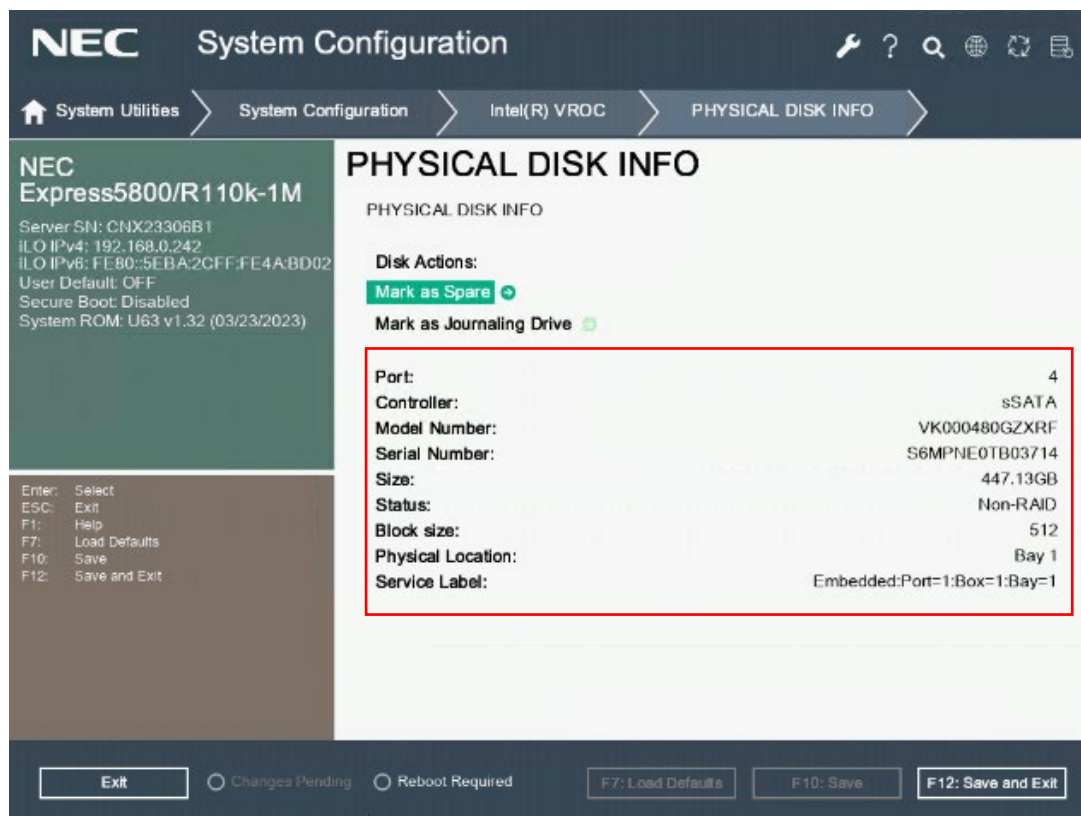 NEC System Configuration
?
System Utilities System Configuration Intel(R) VROC PHYSICAL DISK INFO
NEC
Express5800/R110k-1M
Server SN: CNX23306B1
iLO IPv4: 192.168.0.242
iLO IPv6: FE80::5EBA:2CFF:FE4A:BD02
User Default: OFF
Secure Boot: Disabled
System ROM: U63 v1.32 (03/23/2023)
Enter: Select
ESC: Exit
F1: Help
F7: Load Defaults
F10: Save
F12: Save and Exit
PHYSICAL DISK INFO
PHYSICAL DISK INFO
Disk Actions:
Mark as Spare
Mark as Journaling Drive
Port: 4
Controller: sSATA
Model Number: VK000480GZXRF
Serial Number: S6MPNE0TB03714
Size: 447.13GB
Status: Non-RAID
Block size: 512
Physical Location: Bay 1
Service Label: Embedded:Port=1:Box=1:Bay=1
Exit Changes Pending Reboot Required F7: Load Defaults F10: Save F12: Save and Exit